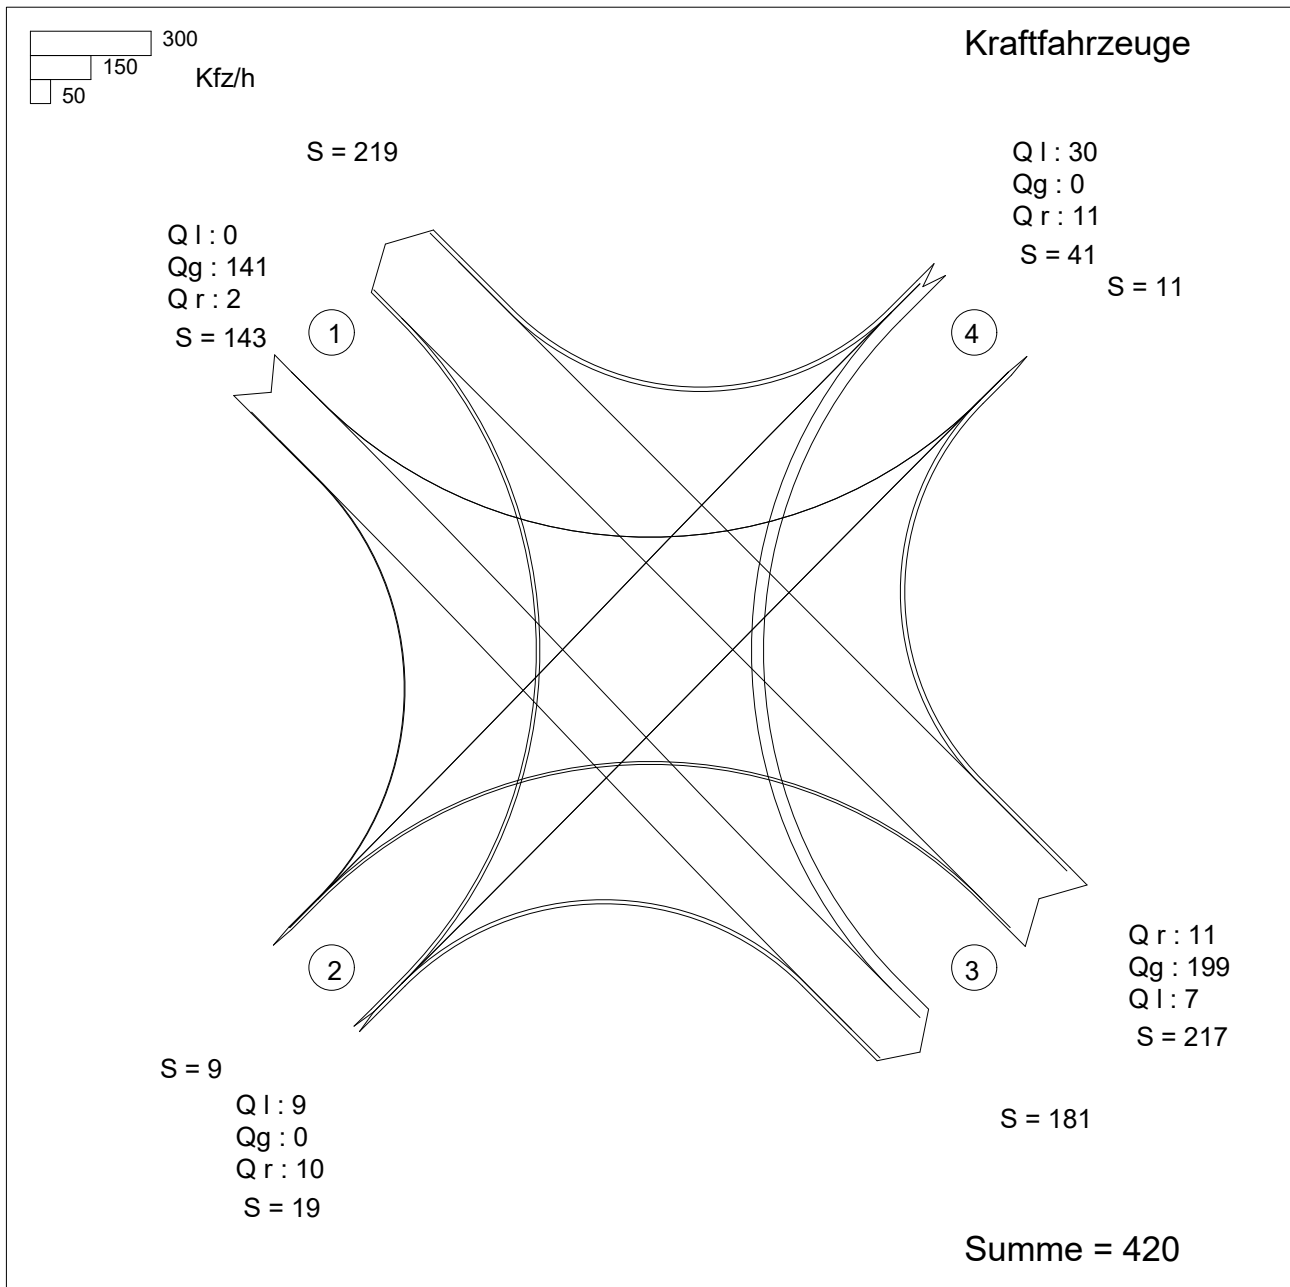 300
Kraftfahrzeuge
150
Kfz/h
50
S = 219
Q l : 30
Qg : 0
Q r : 11
S = 41
S = 11
Q l : 0
Qg : 141
Q r : 2
S = 143
1
4
2
3
Q r : 11
Qg : 199
Q l : 7
S = 217
S = 9
Q l : 9
Qg : 0
Q r : 10
S = 19
S = 181
Summe = 420